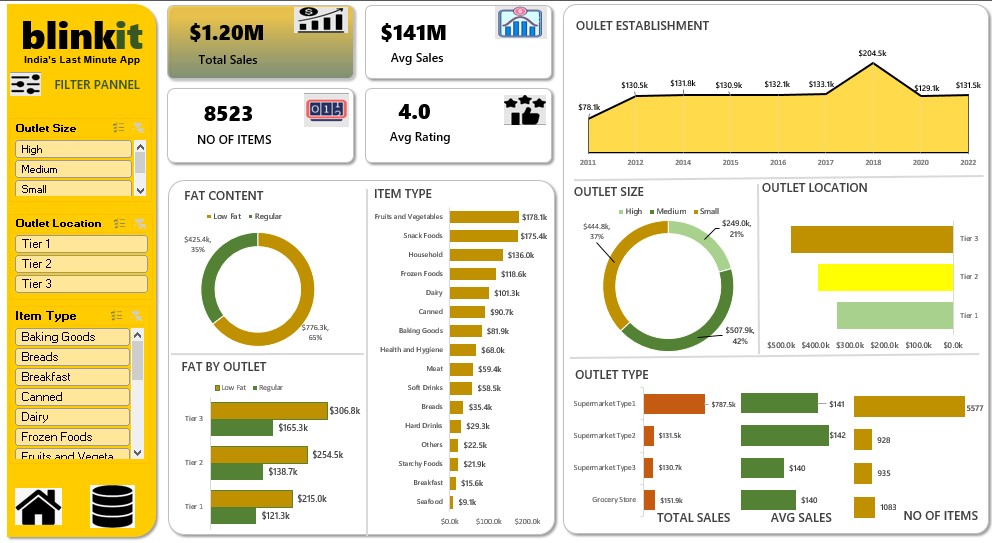 blinkit
India's Last Minute App
FILTER PANNEL
Outlet Size
High
Medium
Small
Outlet Location
Tier 1
Tier 2
Tier 3
Item Type
Baking Goods
Breads
Breakfast
Canned
Dairy
Frozen Foods
Fruits and Vegeta
$1.20M
Total Sales
$141M
Avg Sales
8523
NO OF ITEMS
4.0
Avg Rating
FAT CONTENT
Low Fat Regular
$425.4k,
35%
$776.3k,
65%
FAT BY OUTLET
Low Fat Regular
Tier 3 $306.8k
$165.3k
Tier 2 $254.5k
$138.7k
Tier 1 $215.0k
$121.3k
ITEM TYPE
Fruits and Vegetables $178.1k
Snack Foods $175.4k
Household $136.0k
Frozen Foods $118.6k
Dairy $101.3k
Canned $90.7k
Baking Goods $81.9k
Health and Hygiene $68.0k
Meat $59.4k
Soft Drinks $58.5k
Breads $35.4k
Hard Drinks $29.3k
Others $22.5k
Starchy Foods $21.9k
Breakfast $15.6k
Seafood $9.1k
$0.0k $100.0k $200.0k
OULET ESTABLISHMENT
$78.1k $130.5k $131.8k $130.9k $132.1k $133.1k $204.5k $129.1k $131.5k
2011 2012 2014 2015 2016 2017 2018 2020 2022
OUTLET SIZE
High Medium Small
$444.8k,
37%
$249.0k,
21%
$507.9k,
42%
OUTLET LOCATION
Tier 3
Tier 2
Tier 1
$500.0k $400.0k $300.0k $200.0k $100.0k $0.0k
OUTLET TYPE
Supermarket Type1 $787.5k $141 5577
Supermarket Type2 $131.5k $142 928
Supermarket Type3 $130.7k $140 935
Grocery Store $151.9k $140 1083
TOTAL SALES AVG SALES NO OF ITEMS